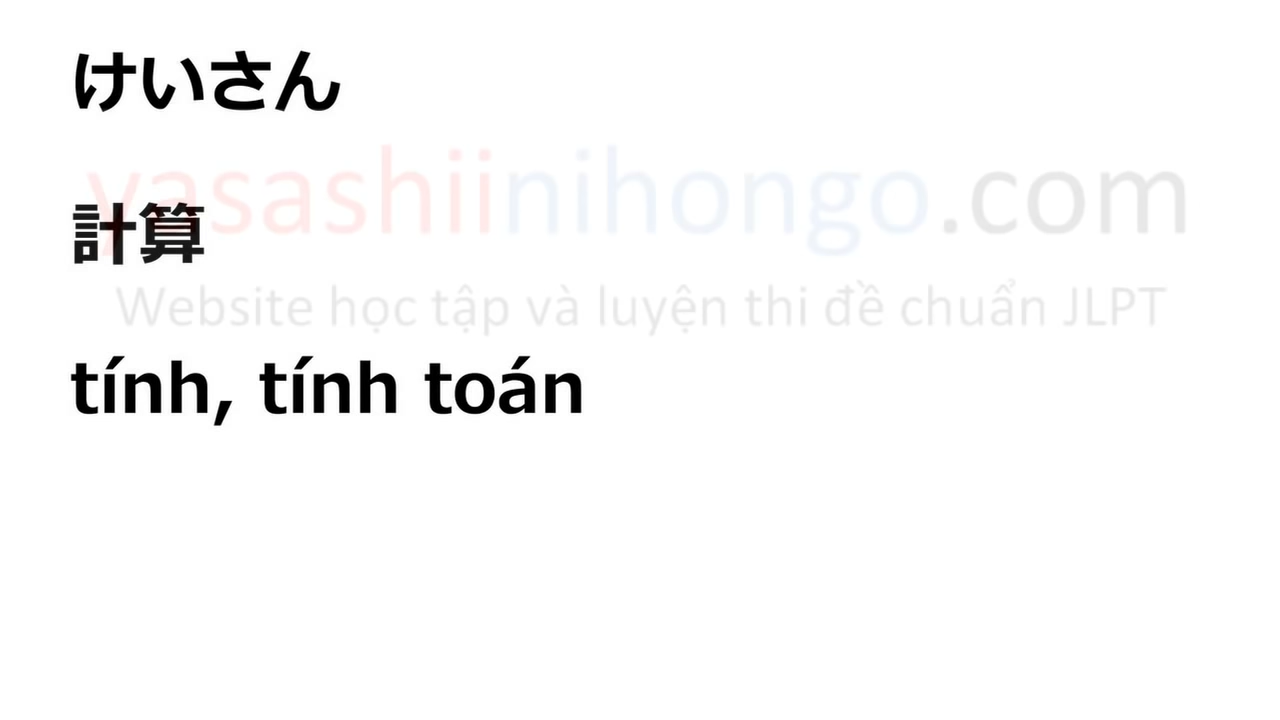 けいさん
yasashiinihongo.com
計算
Website học tập và luyện thi đề chuẩn JLPT
tính, tính toán